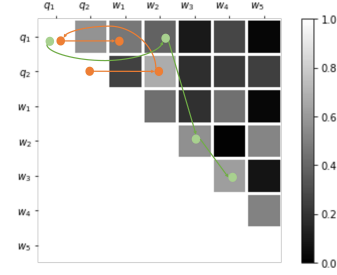 q₁ q₂ w₁ w₂ w₃ w₄ w₅
q₁
q₂
w₁
w₂
w₃
w₄
w₅
1.0
0.8
0.6
0.4
0.2
0.0